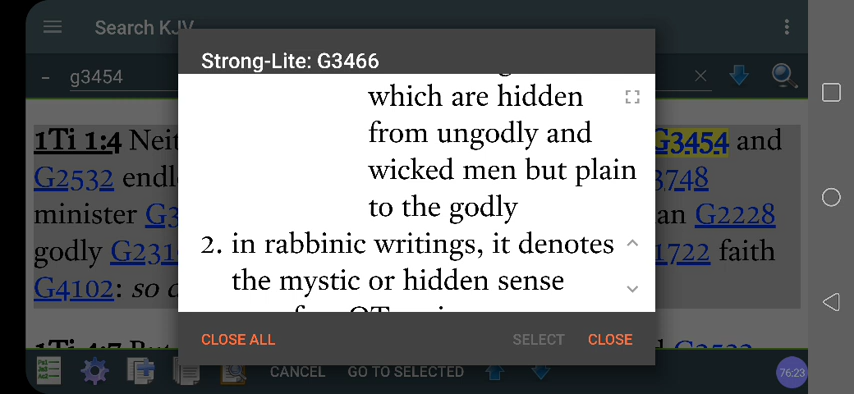 Search KJV
- g3454
Strong-Lite: G3466
which are hidden
from ungodly and
wicked men but plain
to the godly
2. in rabbinic writings, it denotes
the mystic or hidden sense
1Ti 1:4 Neit G3454 and
G2532 endl 3748
minister G3 an G2228
godly G231 1722 faith
G4102: so
CLOSE ALL SELECT CLOSE
CANCEL GO TO SELECTED
76:23